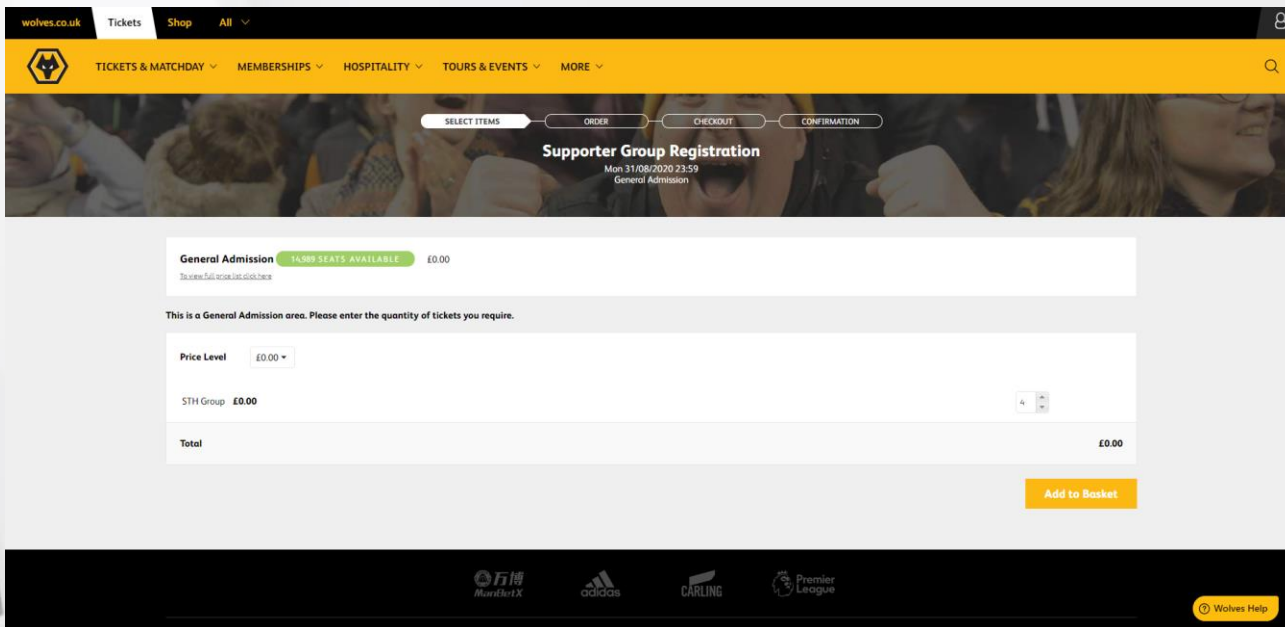 wolves.co.uk Tickets Shop All
TICKETS & MATCHDAY MEMBERSHIPS HOSPITALITY TOURS & EVENTS MORE
SELECT ITEMS ORDER CHECKOUT CONFIRMATION
Supporter Group Registration
Mon 31/08/2020 23:59
General Admission
General Admission 14,989 SEATS AVAILABLE £0.00
To view full price list click here
This is a General Admission area. Please enter the quantity of tickets you require.
Price Level £0.00
STH Group £0.00 4
Total £0.00
Add to Basket
万博
ManBetX adidas CARLING Premier League
Wolves Help